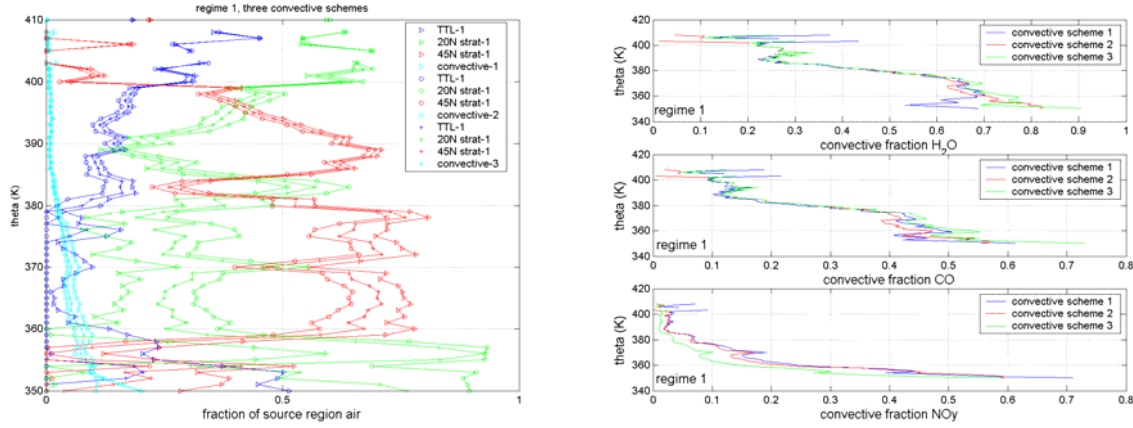 regime 1, three convective schemes
410
400
390
380
370
360
350
theta (K)
0
0.5
1
fraction of source region air
TTL-1
20N strat-1
45N strat-1
convective-1
TTL-1
20N strat-1
45N strat-1
convective-2
TTL-1
20N strat-1
45N strat-1
convective-3
420
400
380
360
340
theta (K)
regime 1
convective scheme 1
convective scheme 2
convective scheme 3
0
0.1
0.2
0.3
0.4
0.5
0.6
0.7
0.8
0.9
1
convective fraction H2O
420
400
380
360
340
theta (K)
regime 1
convective scheme 1
convective scheme 2
convective scheme 3
0
0.1
0.2
0.3
0.4
0.5
0.6
0.7
0.8
convective fraction CO
420
400
380
360
340
theta (K)
regime 1
convective scheme 1
convective scheme 2
convective scheme 3
0
0.1
0.2
0.3
0.4
0.5
0.6
0.7
0.8
convective fraction NOy